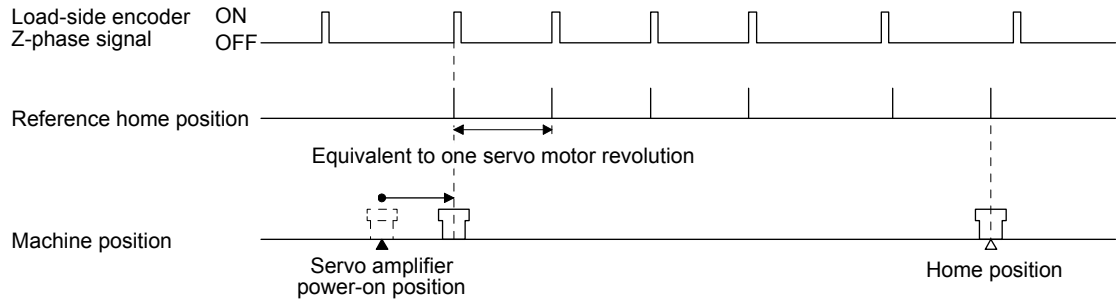 Load-side encoder ON
Z-phase signal OFF
Reference home position
Equivalent to one servo motor revolution
Machine position
Servo amplifier
power-on position
Home position